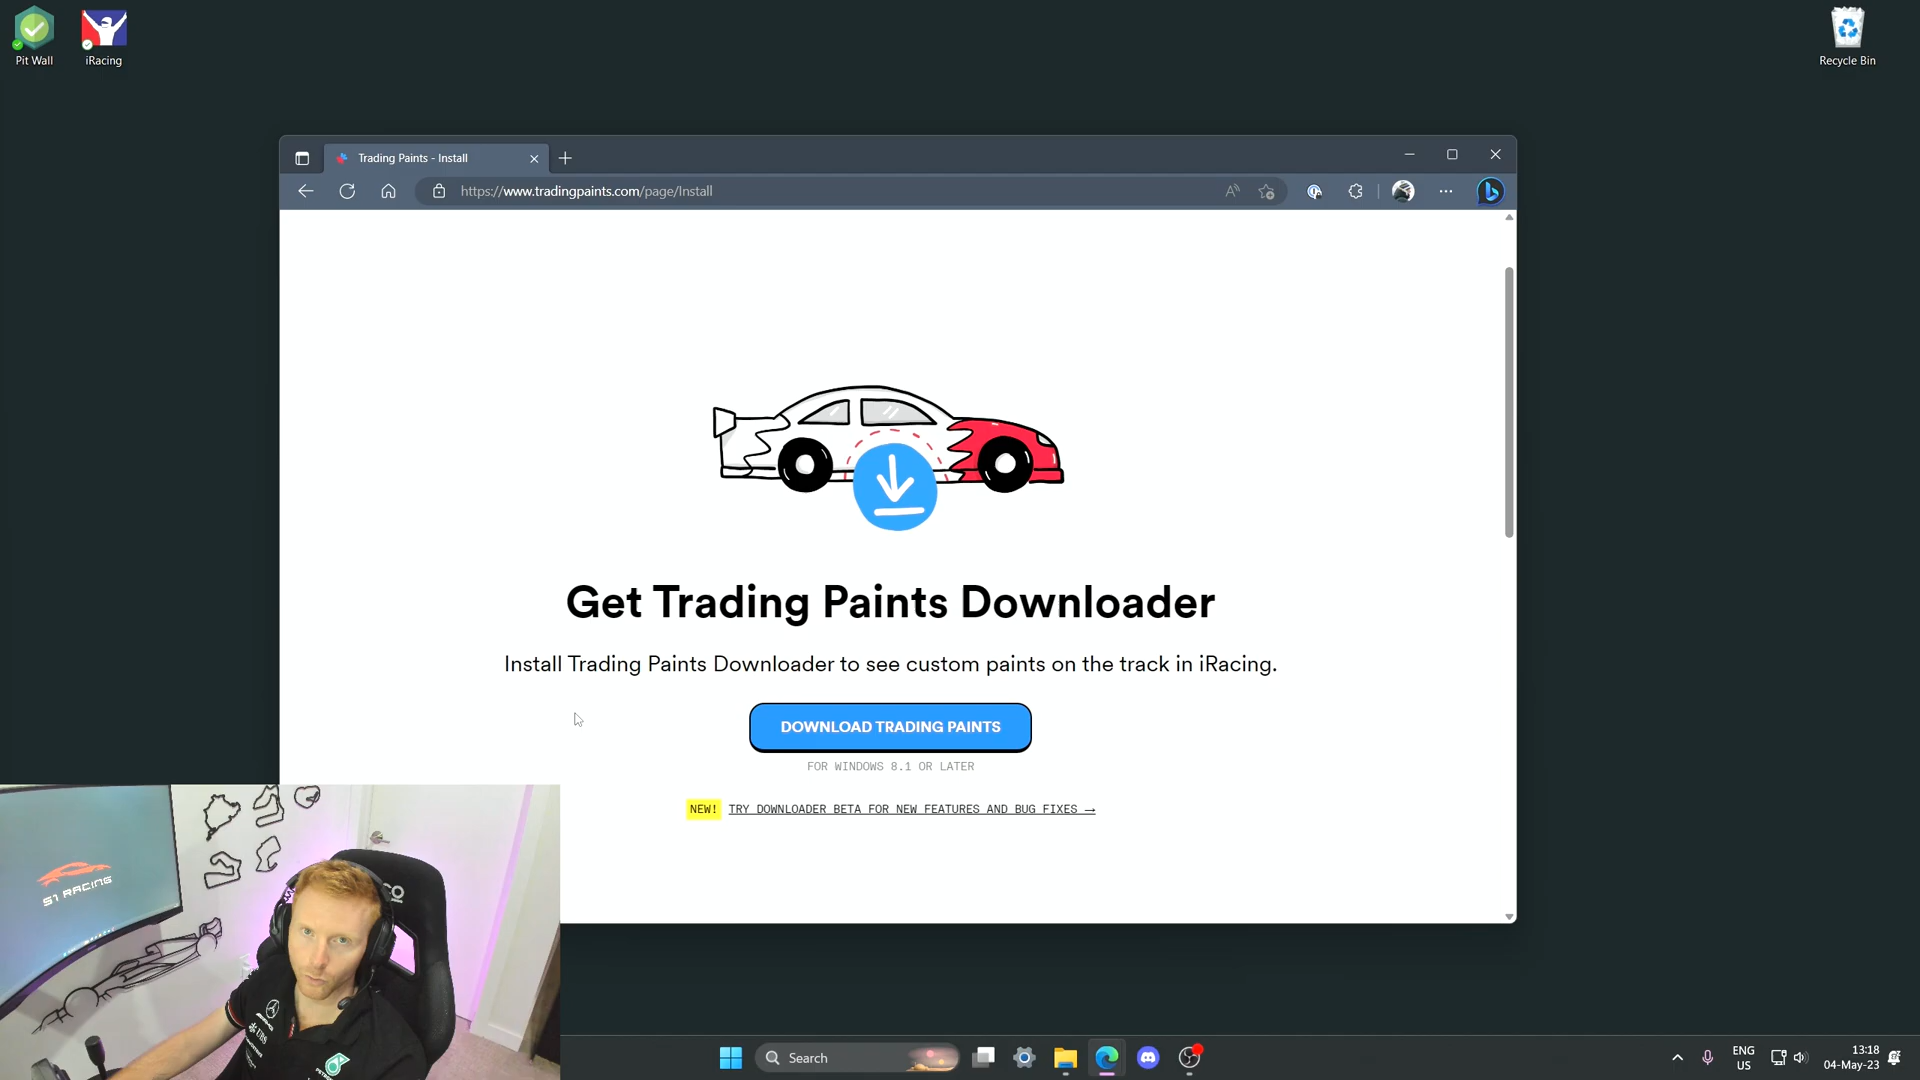 Pit Wall
iRacing
Recycle Bin
Trading Paints - Install
https://www.tradingpaints.com/page/Install
Get Trading Paints Downloader
Install Trading Paints Downloader to see custom paints on the track in iRacing.
DOWNLOAD TRADING PAINTS
FOR WINDOWS 8.1 OR LATER
NEW! TRY DOWNLOADER BETA FOR NEW FEATURES AND BUG FIXES →
S1 RACING
Search
ENG
US
13:18
04-May-23